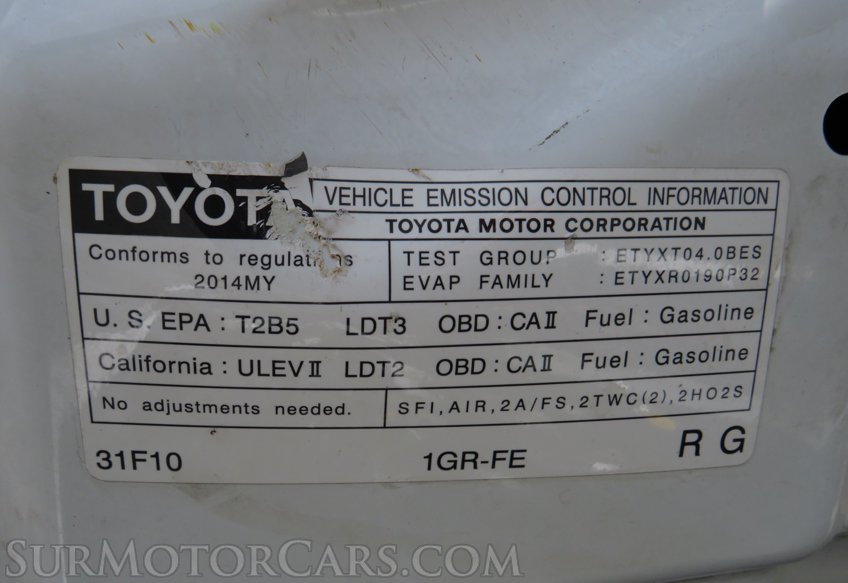 TOYOTA
VEHICLE EMISSION CONTROL INFORMATION
TOYOTA MOTOR CORPORATION
Conforms to regulations
2014MY
TEST GROUP : ETYXT04.0BES
EVAP FAMILY : ETYXR0190P32
U. S. EPA : T2B5 LDT3 OBD : CAII Fuel : Gasoline
California : ULEVII LDT2 OBD : CAII Fuel : Gasoline
No adjustments needed.
SFI,AIR,2A/FS,2TWC(2),2HO2S
31F10 1GR-FE RG
SURMOTORCARS.COM